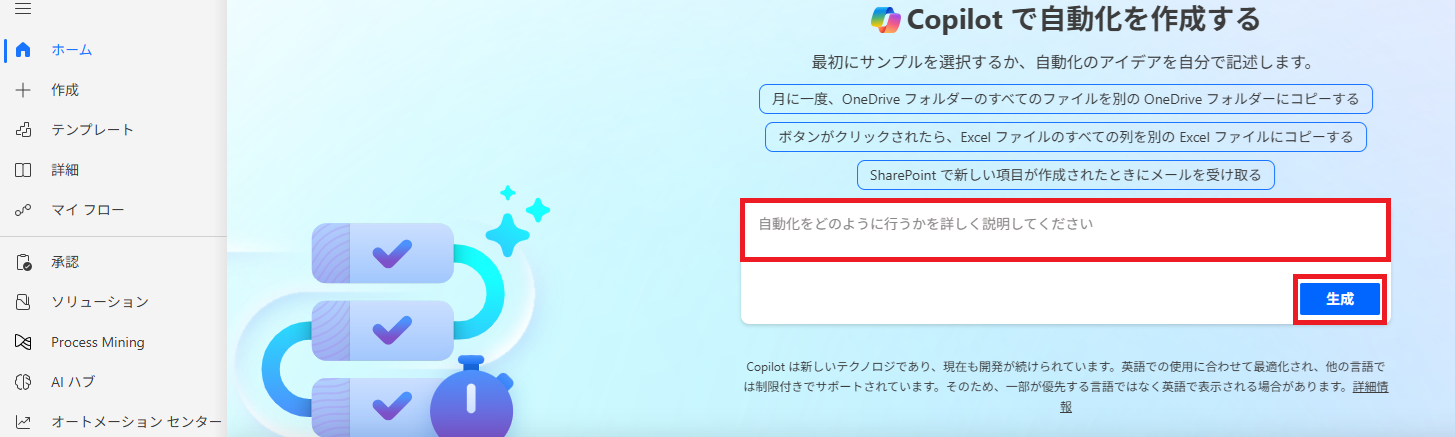 ホーム
作成
テンプレート
詳細
マイ フロー
承認
ソリューション
Process Mining
AI ハブ
オートメーション センター
Copilot で自動化を作成する
最初にサンプルを選択するか、自動化のアイデアを自分で記述します。
月に一度、OneDrive フォルダーのすべてのファイルを別の OneDrive フォルダーにコピーする
ボタンがクリックされたら、Excel ファイルのすべての列を別の Excel ファイルにコピーする
SharePoint で新しい項目が作成されたときにメールを受け取る
自動化をどのように行うかを詳しく説明してください
生成
Copilot は新しいテクノロジであり、現在も開発が続けられています。英語での使用に合わせて最適化され、他の言語で
は制限付きでサポートされています。そのため、一部が優先する言語ではなく英語で表示される場合があります。詳細情
報